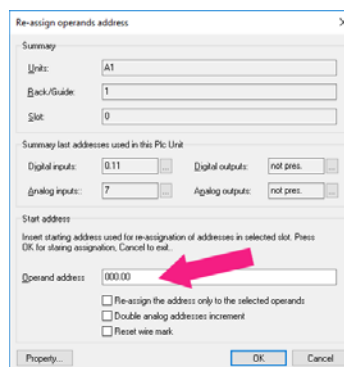 Re-assign operands address
Summary
Units: A1
Rack/Guide: 1
Slot: 0
Summary last addresses used in this Plc Unit
Digital inputs: 0.11 ... Digital outputs: not pres. ...
Analog inputs:: 7 ... Analog outputs: not pres. ...
Start address
Insert starting address used for re-assignation of addresses in selected slot. Press
OK for staring assignation, Cancel to exit..
Operand address 000.00
Re-assign the address only to the selected operands
Double analog addresses increment
Reset wire mark
Property... OK Cancel